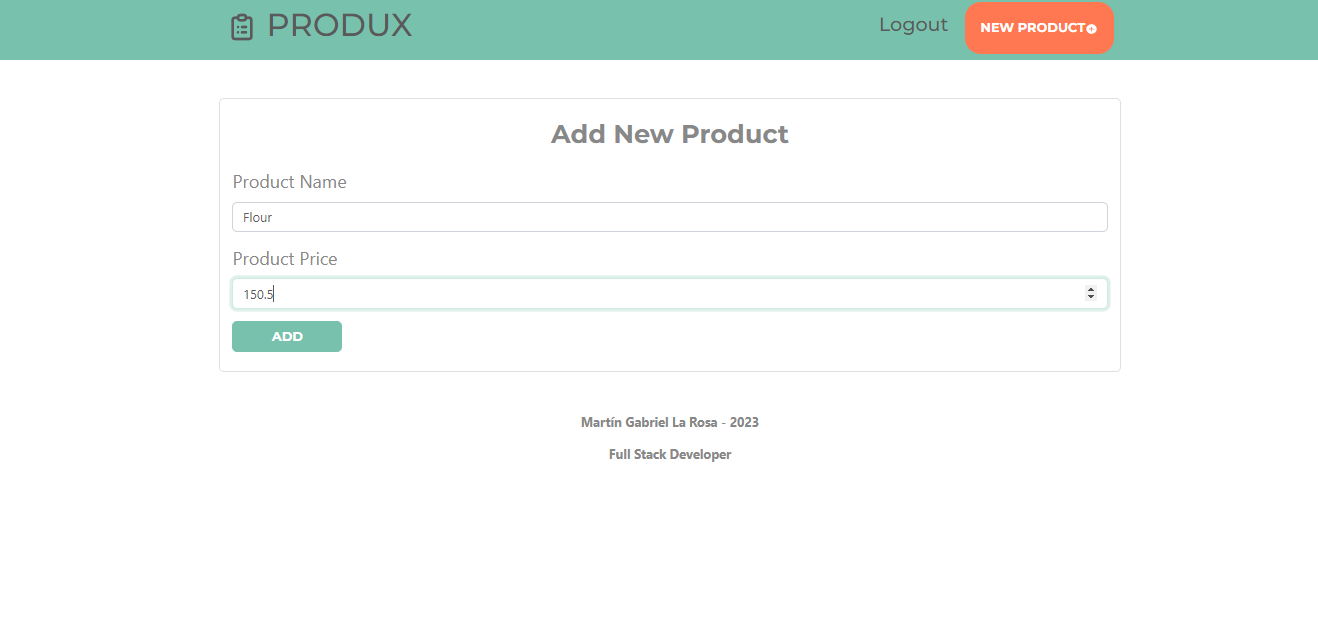 PRODUX
Logout
NEW PRODUCT
Add New Product
Product Name
Flour
Product Price
150.5
ADD
Martín Gabriel La Rosa - 2023
Full Stack Developer